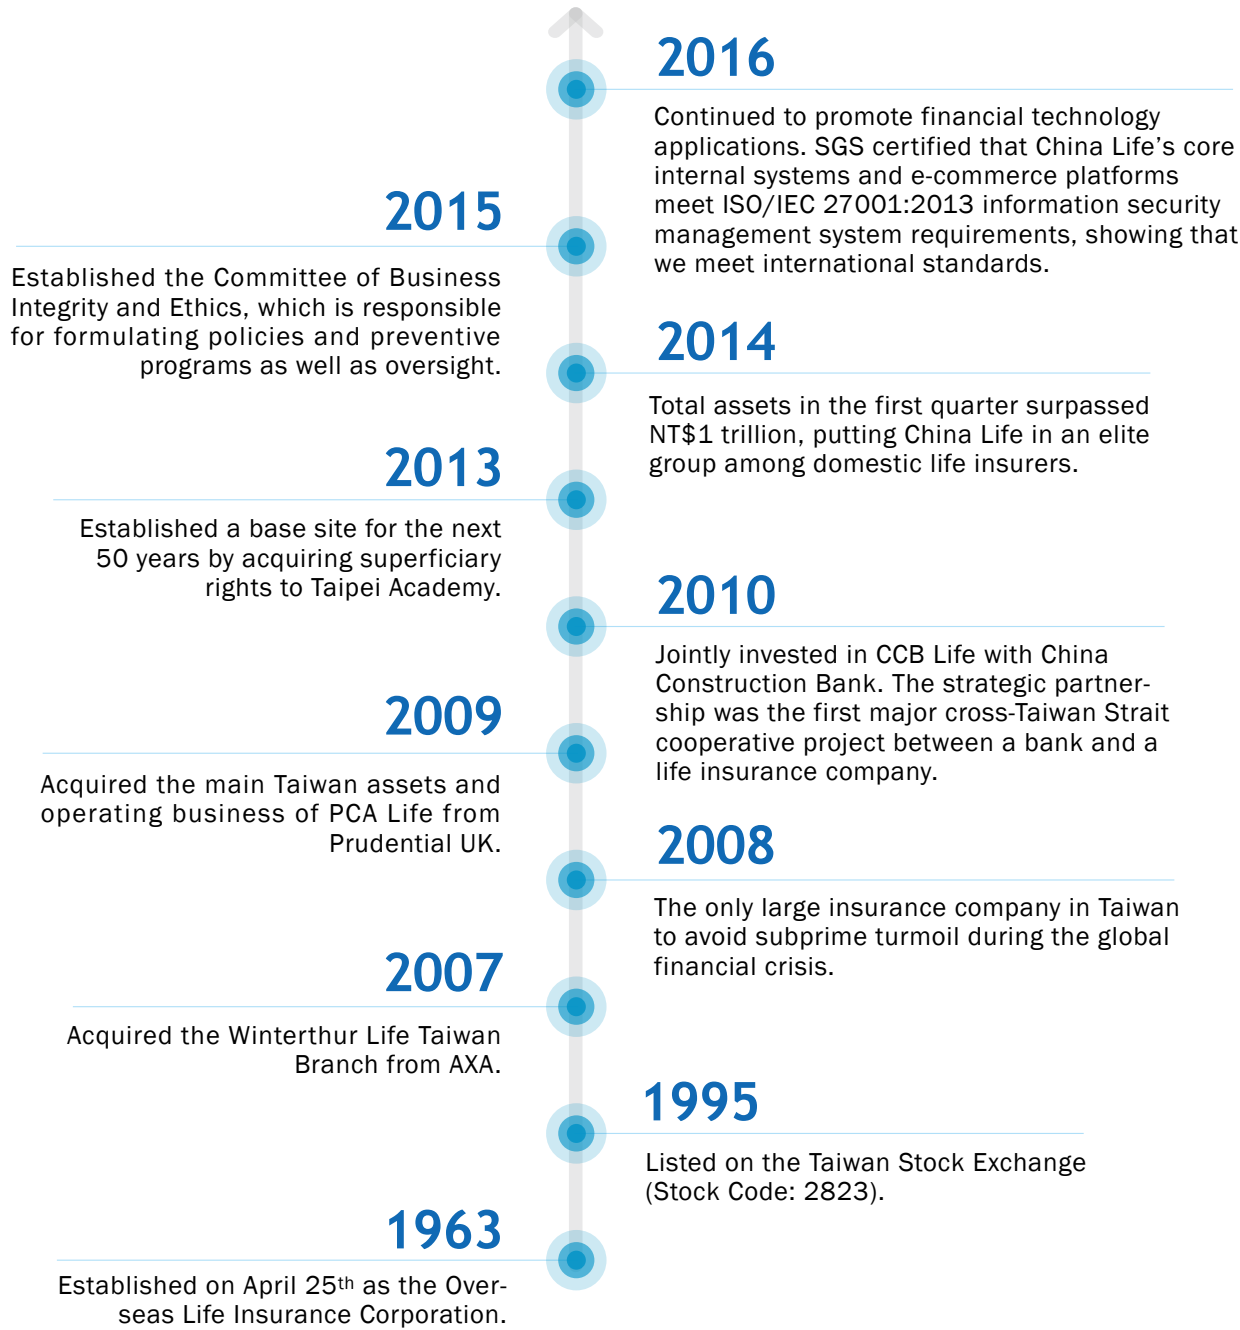 2016
Continued to promote financial technology
applications. SGS certified that China Life’s core
internal systems and e-commerce platforms
meet ISO/IEC 27001:2013 information security
management system requirements, showing that
we meet international standards.
2015
Established the Committee of Business
Integrity and Ethics, which is responsible
for formulating policies and preventive
programs as well as oversight.
2014
Total assets in the first quarter surpassed
NT$1 trillion, putting China Life in an elite
group among domestic life insurers.
2013
Established a base site for the next
50 years by acquiring superficiary
rights to Taipei Academy.
2010
Jointly invested in CCB Life with China
Construction Bank. The strategic partner-
ship was the first major cross-Taiwan Strait
cooperative project between a bank and a
life insurance company.
2009
Acquired the main Taiwan assets and
operating business of PCA Life from
Prudential UK.
2008
The only large insurance company in Taiwan
to avoid subprime turmoil during the global
financial crisis.
2007
Acquired the Winterthur Life Taiwan
Branch from AXA.
1995
Listed on the Taiwan Stock Exchange
(Stock Code: 2823).
1963
Established on April 25th as the Over-
seas Life Insurance Corporation.